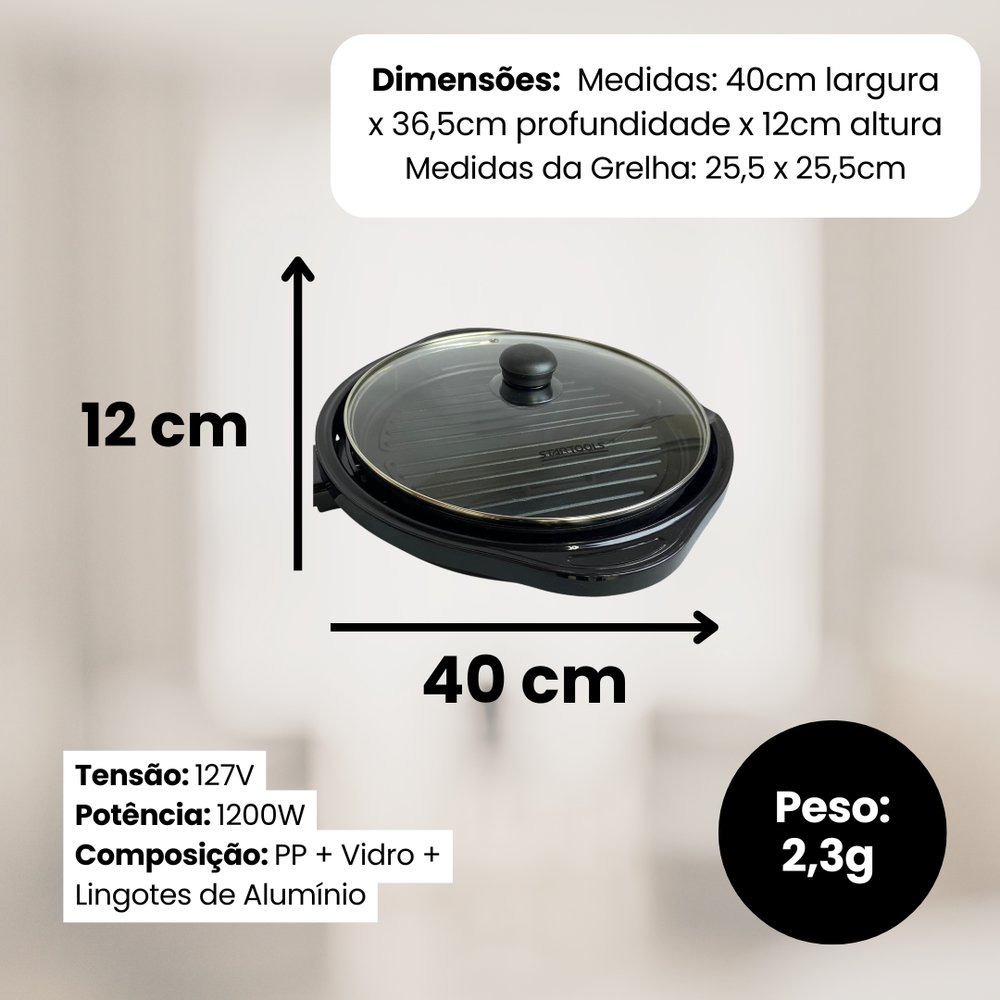 Dimensões: Medidas: 40cm largura
x 36,5cm profundidade x 12cm altura
Medidas da Grelha: 25,5 x 25,5cm
12 cm
STARTOOLS
40 cm
Tensão: 127V
Potência: 1200W
Composição: PP + Vidro +
Lingotes de Alumínio
Peso:
2,3g